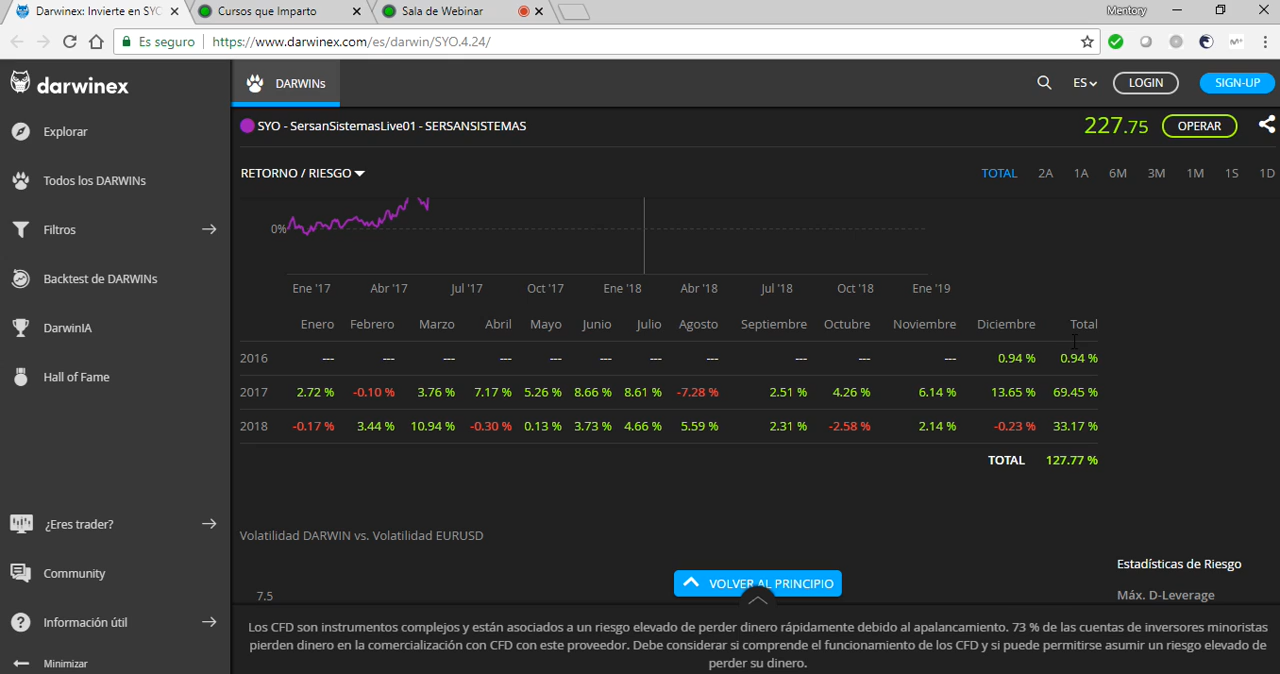 Darwinex: Invierte en SYO
Cursos que Imparto
Sala de Webinar
Mentory
Es seguro
https://www.darwinex.com/es/darwin/SYO.4.24/
darwinex
DARWINs
ES
LOGIN
SIGN-UP
Explorar
Todos los DARWINs
Filtros
Backtest de DARWINs
DarwinIA
Hall of Fame
¿Eres trader?
Community
Información útil
Minimizar
SYO - SersanSistemasLive01 - SERSANSISTEMAS
227.75
OPERAR
RETORNO / RIESGO
TOTAL 2A 1A 6M 3M 1M 1S 1D
0%
Ene '17 Abr '17 Jul '17 Oct '17 Ene '18 Abr '18 Jul '18 Oct '18 Ene '19
Enero Febrero Marzo Abril Mayo Junio Julio Agosto Septiembre Octubre Noviembre Diciembre Total
2016 --- --- --- --- --- --- --- --- --- --- --- 0.94 % 0.94 %
2017 2.72 % -0.10 % 3.76 % 7.17 % 5.26 % 8.66 % 8.61 % -7.28 % 2.51 % 4.26 % 6.14 % 13.65 % 69.45 %
2018 -0.17 % 3.44 % 10.94 % -0.30 % 0.13 % 3.73 % 4.66 % 5.59 % 2.31 % -2.58 % 2.14 % -0.23 % 33.17 %
TOTAL 127.77 %
Volatilidad DARWIN vs. Volatilidad EURUSD
Estadísticas de Riesgo
VOLVER AL PRINCIPIO
7.5
Máx. D-Leverage
Los CFD son instrumentos complejos y están asociados a un riesgo elevado de perder dinero rápidamente debido al apalancamiento. 73 % de las cuentas de inversores minoristas
pierden dinero en la comercialización con CFD con este proveedor. Debe considerar si comprende el funcionamiento de los CFD y si puede permitirse asumir un riesgo elevado de
perder su dinero.